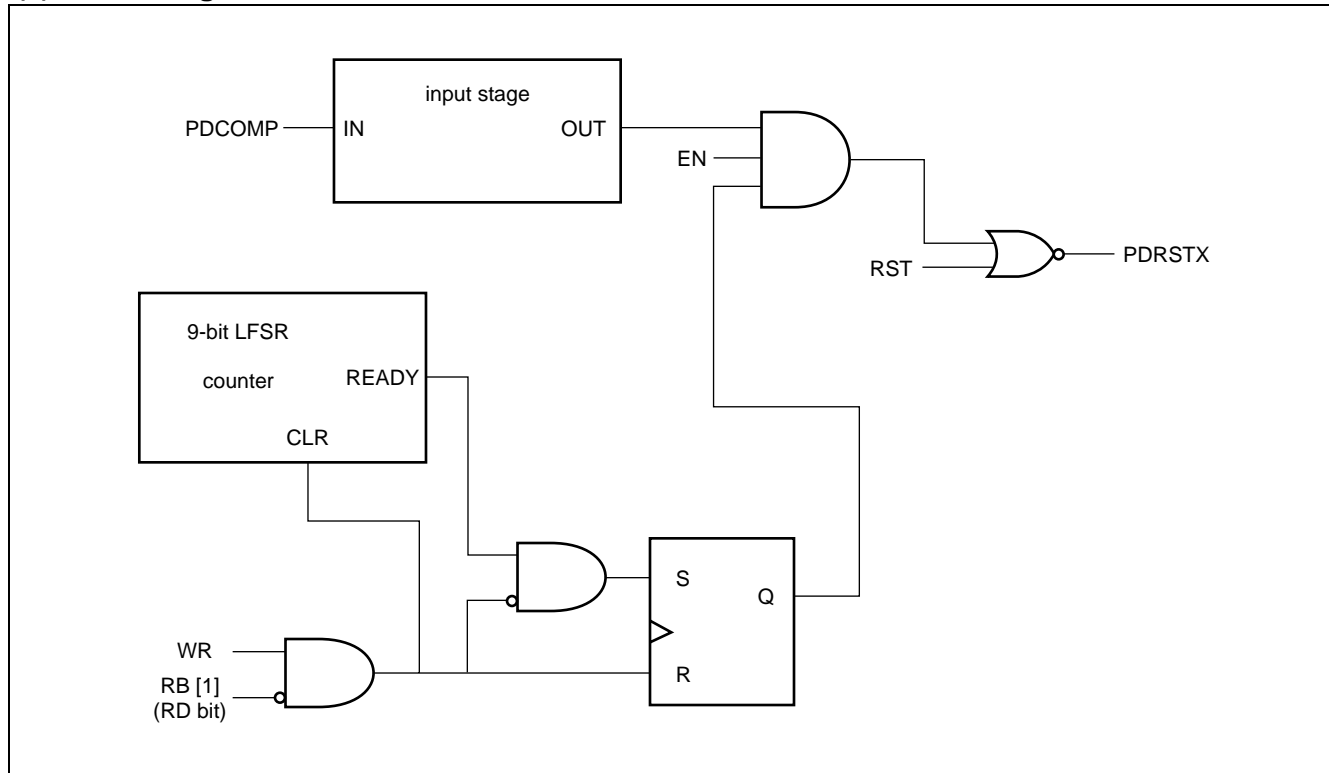 input stage
PDCOMP
IN
OUT
EN
RST
PDRSTX
9-bit LFSR
counter
READY
CLR
S
Q
R
WR
RB [1]
(RD bit)